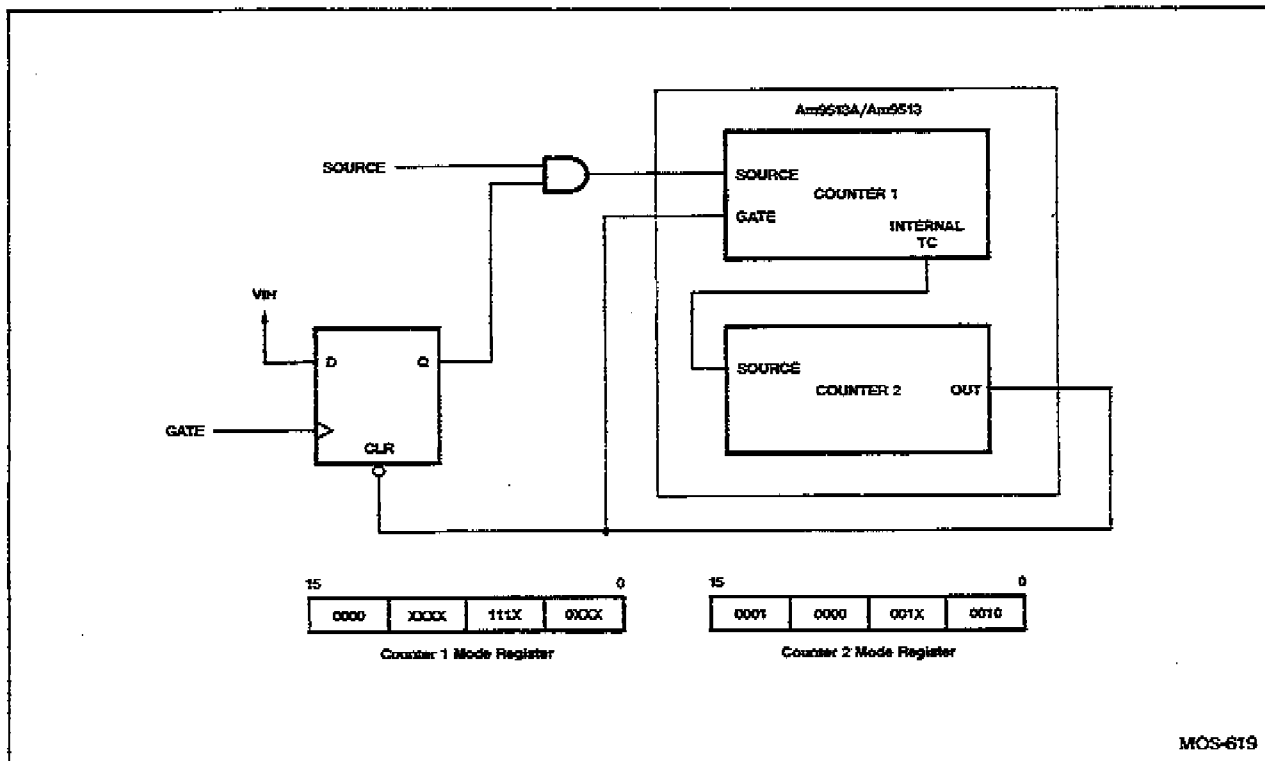 Am9513A/Am9513
SOURCE
SOURCE
COUNTER 1
GATE
INTERNAL
TC
VIH
D
Q
SOURCE
COUNTER 2
OUT
GATE
CLR
15 0
0000 XXXX 111X 0XXX
Counter 1 Mode Register
15 0
0001 0000 001X 0010
Counter 2 Mode Register
MOS-619